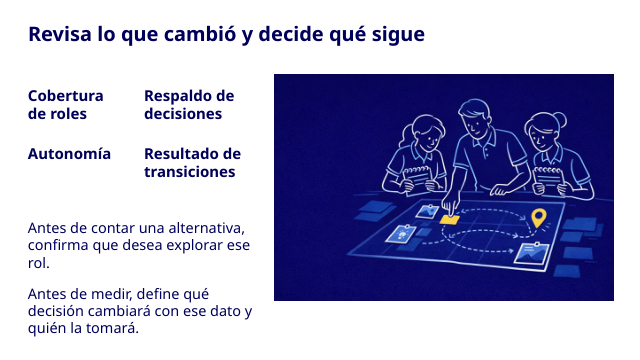 Revisa lo que cambió y decide qué sigue
Cobertura
de roles
Respaldo de
decisiones
Autonomía
Resultado de
transiciones
Antes de contar una alternativa,
confirma que desea explorar ese
rol.
Antes de medir, define qué
decisión cambiará con ese dato y
quién la tomará.